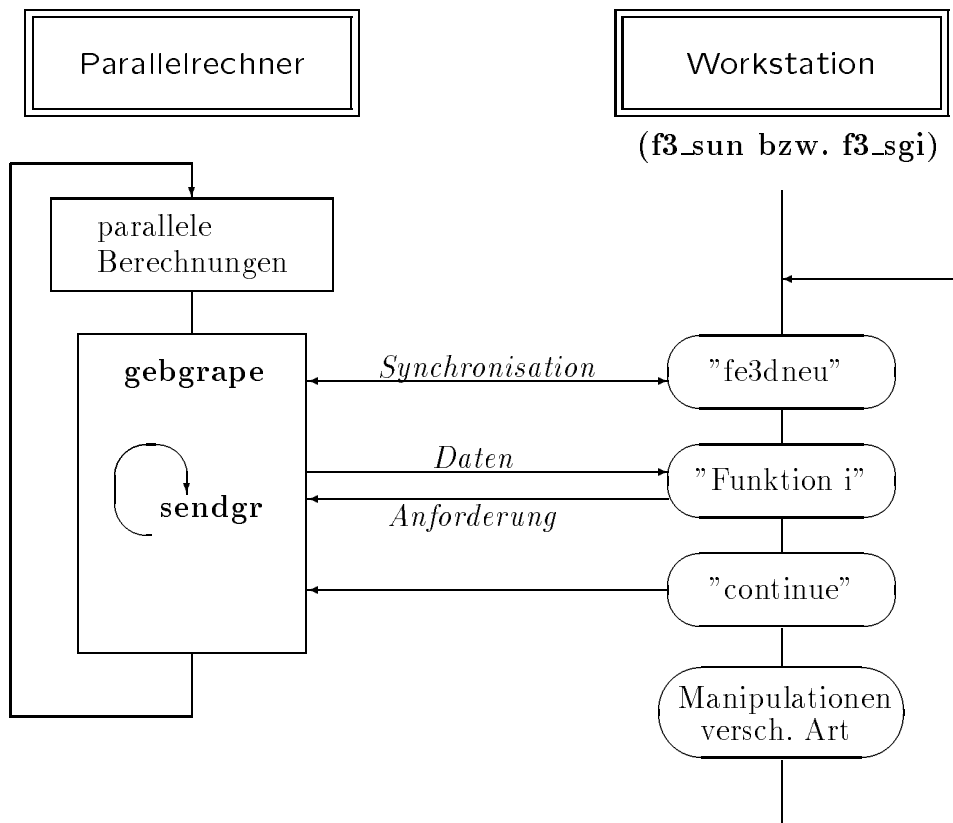 Parallelrechner
Workstation
(f3_sun bzw. f3_sgi)
parallele
Berechnungen
gebgrape
Synchronisation
"fe3dneu"
Daten
"Funktion i"
sendgr
Anforderung
"continue"
Manipulationen
versch. Art